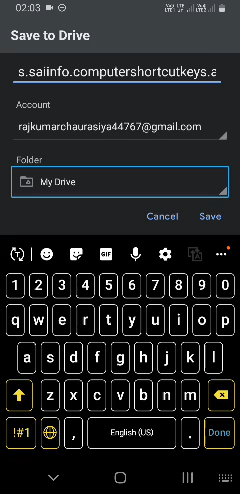 02:03
Save to Drive
s.saiinfo.computershortcutkeys.a
Account
rajkumarchaurasiya44767@gmail.com
Folder
My Drive
Cancel Save
GIF
1 2 3 4 5 6 7 8 9 0
q w e r t y u i o p
a s d f g h j k l
z x c v b n m
!#1 , English (US) . Done